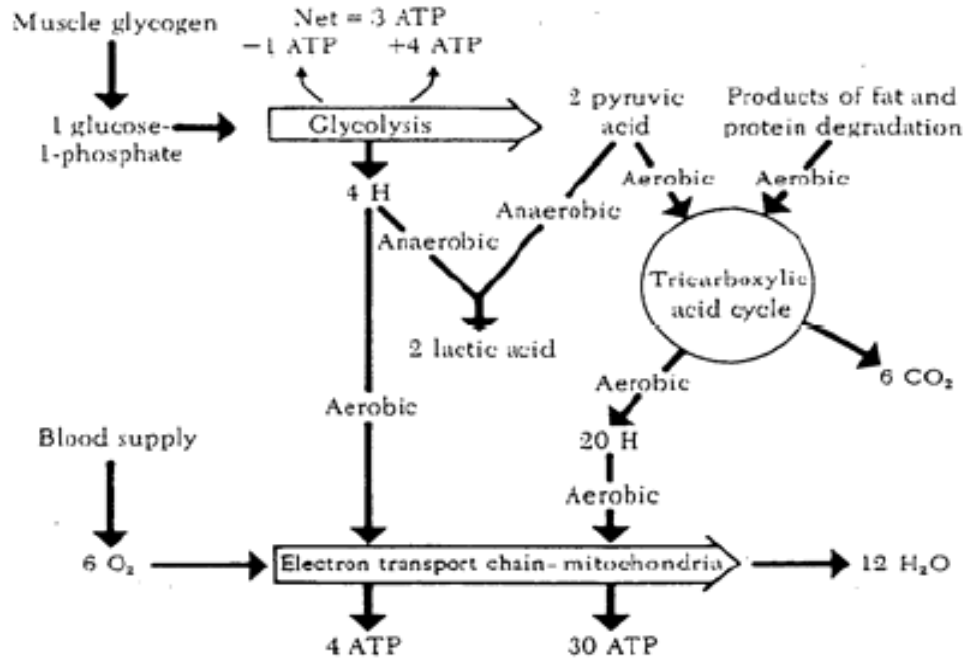 Muscle glycogen
Net = 3 ATP
−1 ATP
+4 ATP
1 glucose-
1-phosphate
Glycolysis
2 pyruvic
acid
Products of fat and
protein degradation
Aerobic
Aerobic
4 H
Anaerobic
Anaerobic
Tricarboxylic
acid cycle
2 lactic acid
6 CO₂
Aerobic
Aerobic
20 H
Blood supply
Aerobic
6 O₂
Electron transport chain-mitochondria
12 H₂O
4 ATP
30 ATP